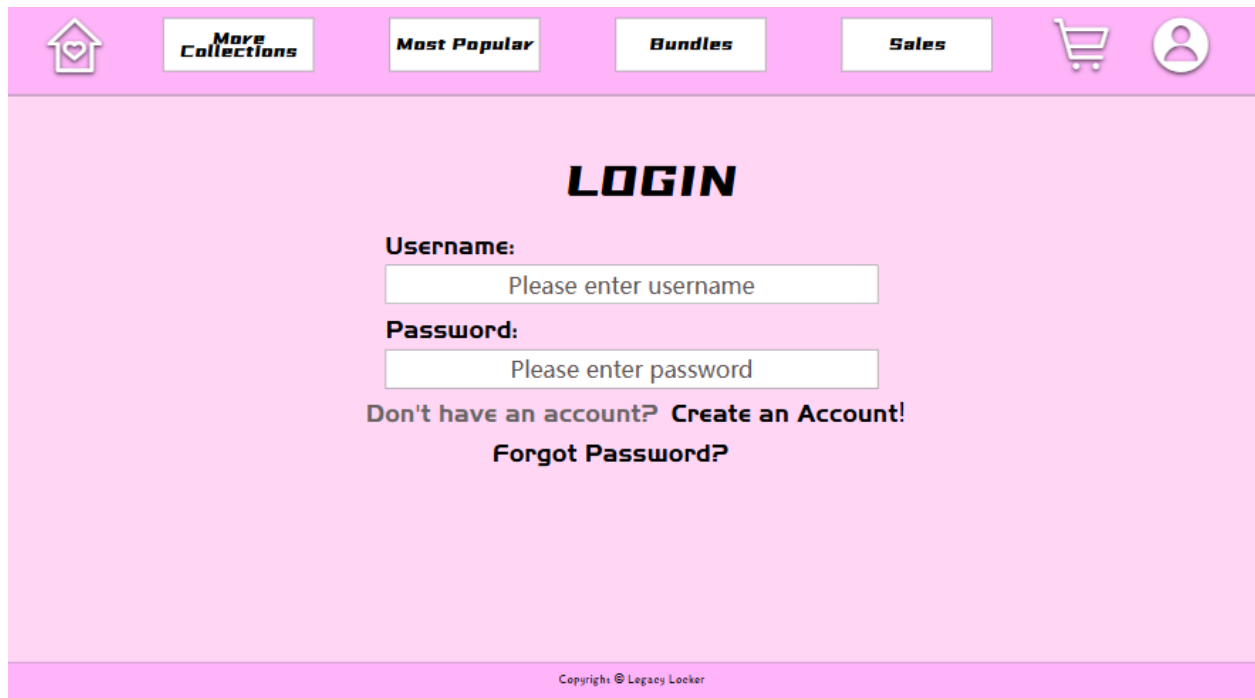 More
Collections
Most Popular
Bundles
Sales
LOGIN
Username:
Please enter username
Password:
Please enter password
Don't have an account? Create an Account!
Forgot Password?
Copyright © Legacy Locker